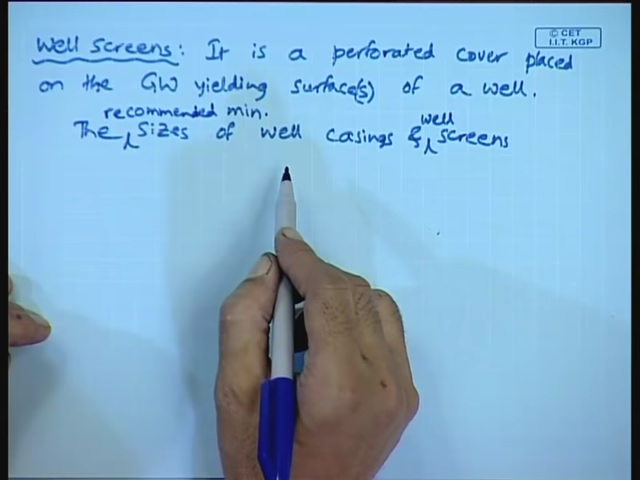 © CET
I.I.T. KGP
Well Screens: It is a perforated cover placed
on the GW yielding surface(s) of a well.
The recommended min. sizes of well casings & well screens